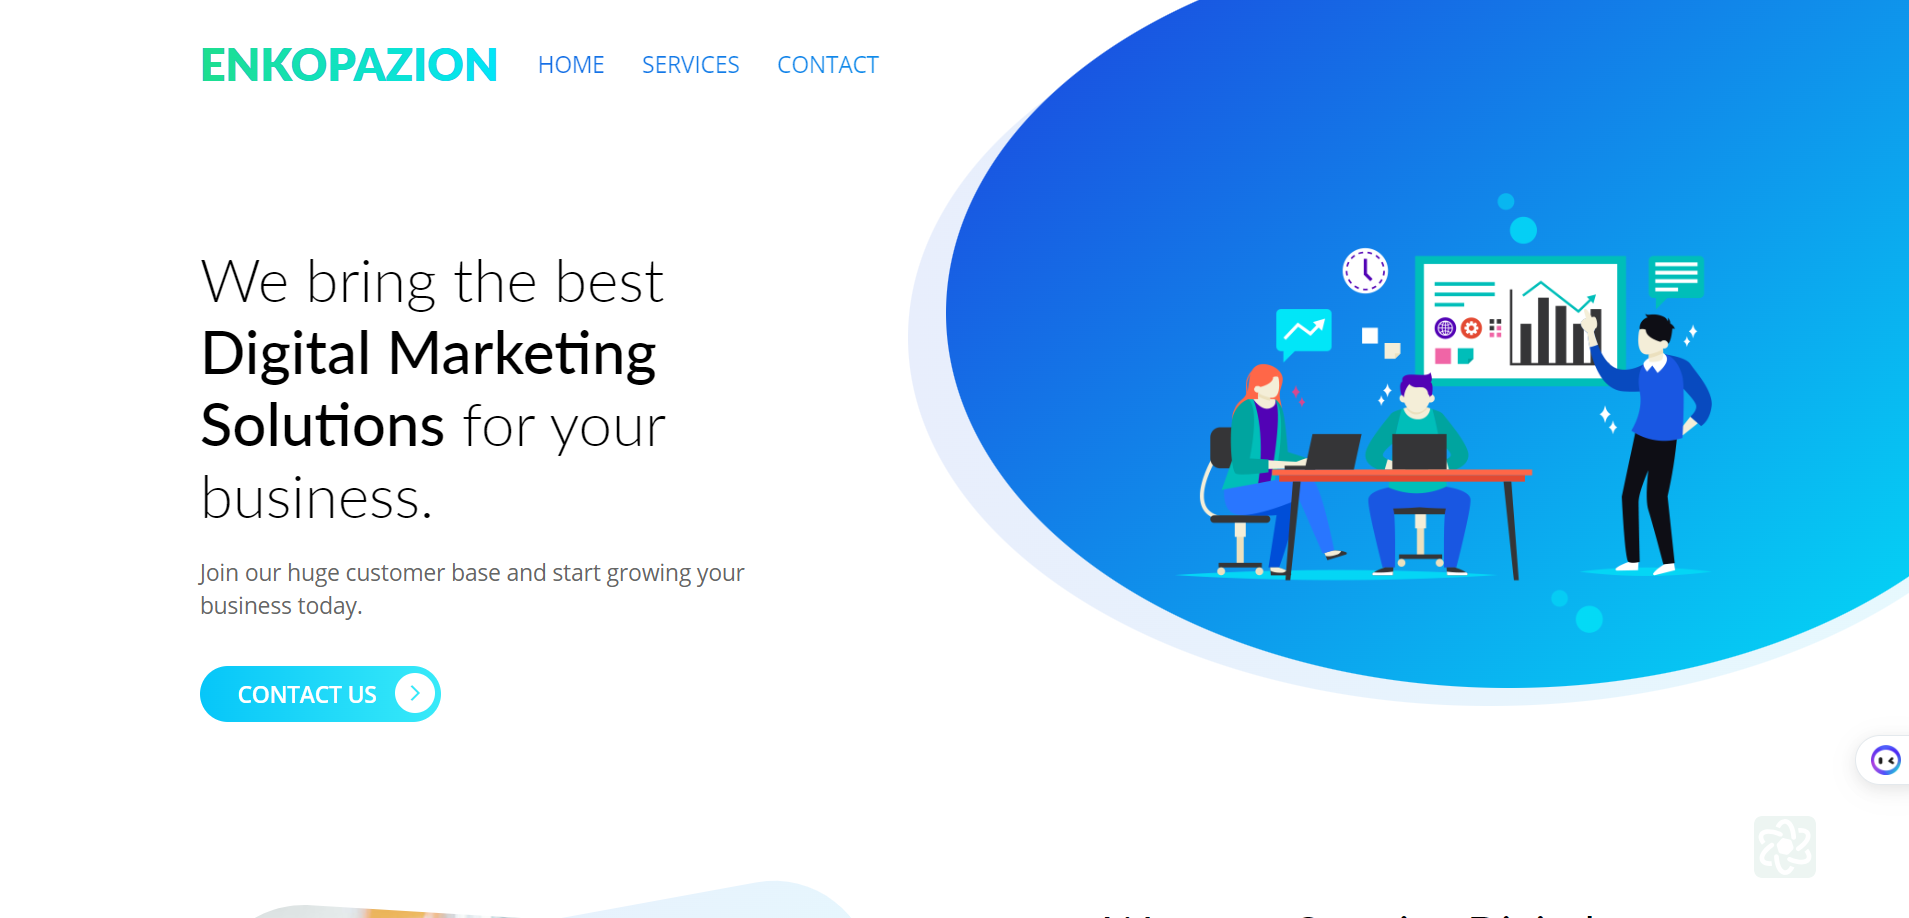 ENKOPAZION HOME SERVICES CONTACT
We bring the best
Digital Marketing
Solutions for your
business.
Join our huge customer base and start growing your
business today.
CONTACT US